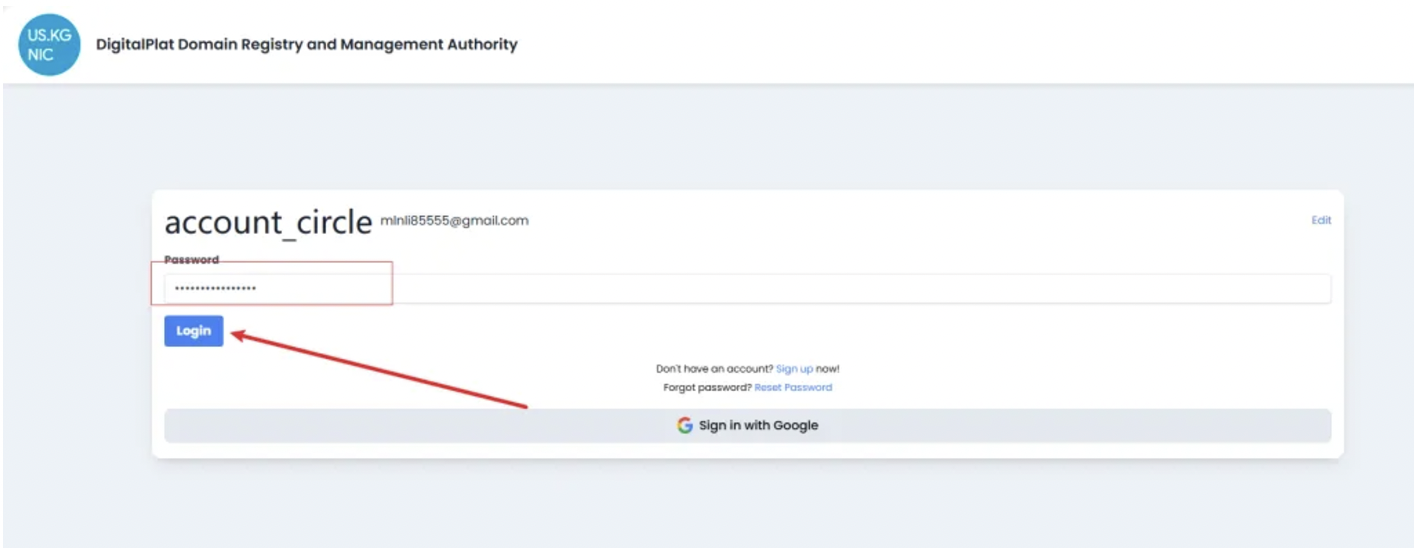 US.KG
NIC
DigitalPlat Domain Registry and Management Authority
account_circle mlnli85555@gmail.com
Edit
Password
••••••••••••••••
Login
Don't have an account? Sign up now!
Forgot password? Reset Password
Sign in with Google